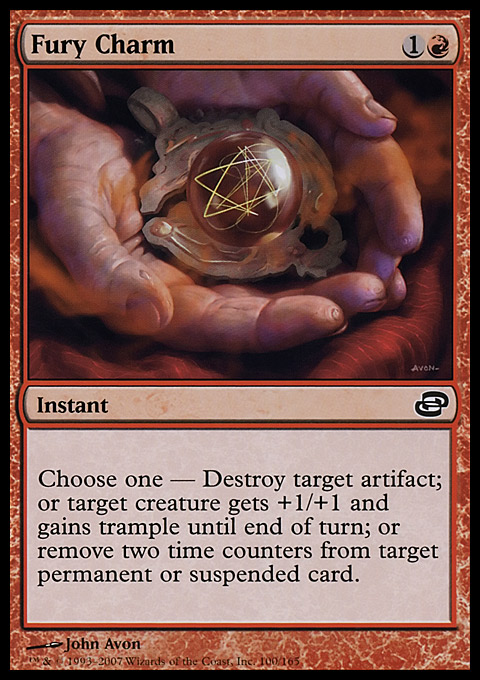 Fury Charm 1
AVON-
Instant
Choose one — Destroy target artifact;
or target creature gets +1/+1 and
gains trample until end of turn; or
remove two time counters from target
permanent or suspended card.
John Avon
™ & © 1993–2007 Wizards of the Coast, Inc. 100/165